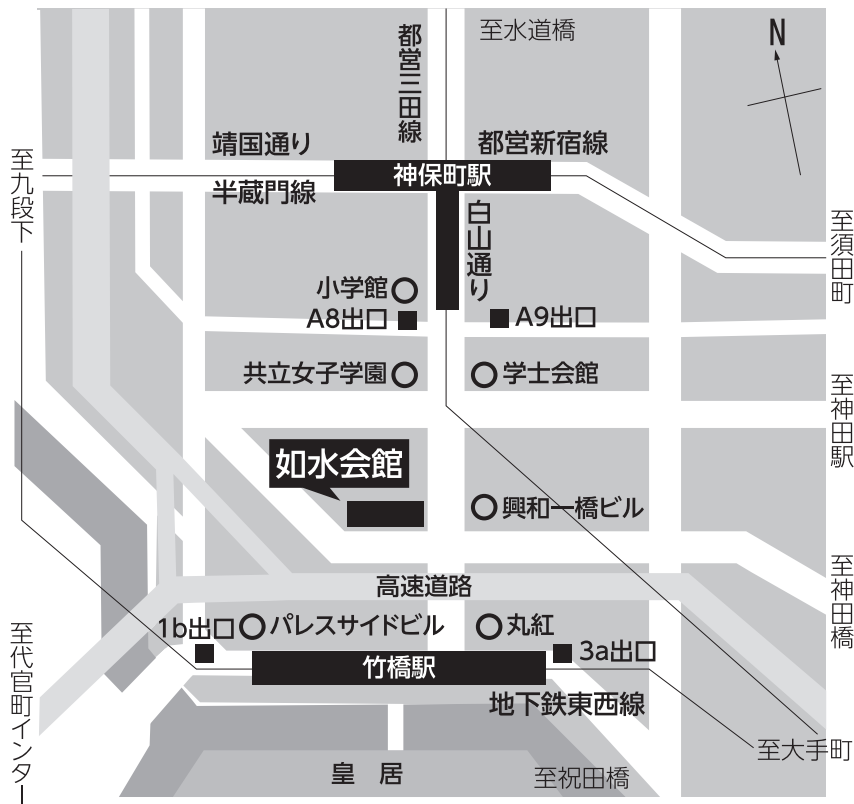 至水道橋
N
都営三田線
靖国通り
都営新宿線
至九段下
半蔵門線
神保町駅
白山通り
至須田町
小学館
A8出口
A9出口
共立女子学園
学士会館
至神田駅
如水会館
興和一橋ビル
高速道路
至神田橋
1b出口
パレスサイドビル
丸紅
3a出口
至代官町インター
竹橋駅
地下鉄東西線
至大手町
皇 居
至祝田橋